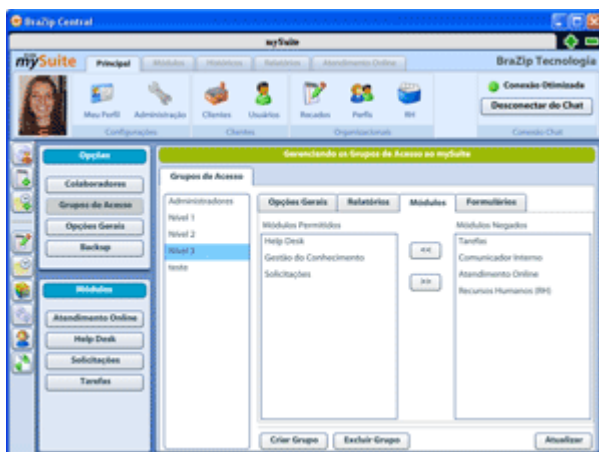 BraZip Central
mySuite
mySuite
Principal Módulos Históricos Relatórios Atendimento Online
BraZip Tecnologia
Meu Perfil Administração Clientes Usuários Recados Perfis RH
Configurações Clientes Organizacionais
Conexão Otimizada
Desconectar do Chat
Conexão Chat
Opções
Colaboradores
Grupos de Acesso
Opções Gerais
Backup
Módulos
Atendimento Online
Help Desk
Solicitações
Tarefas
Gerenciando os Grupos de Acesso ao mySuite
Grupos de Acesso
Administradores
Nível 1
Nível 2
Nível 3
teste
Opções Gerais Relatórios Módulos Formulários
Módulos Permitidos
Help Desk
Gestão do Conhecimento
Solicitações
<<
>>
Módulos Negados
Tarefas
Comunicador Interno
Atendimento Online
Recursos Humanos (RH)
Criar Grupo Excluir Grupo Atualizar